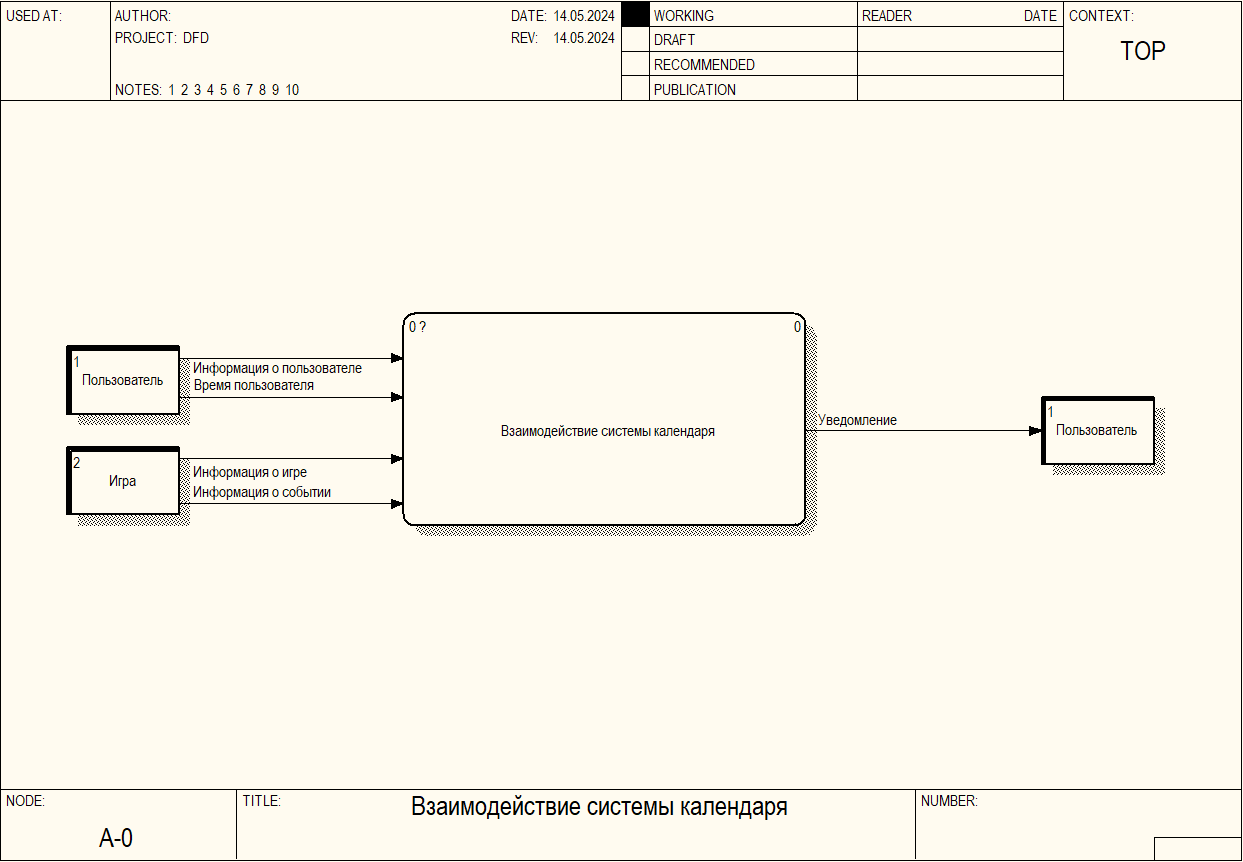 USED AT:
AUTHOR:
DATE: 14.05.2024
PROJECT: DFD
REV: 14.05.2024
NOTES: 1 2 3 4 5 6 7 8 9 10
WORKING
DRAFT
RECOMMENDED
PUBLICATION
READER
DATE
CONTEXT:
TOP
1
Пользователь
Информация о пользователе
Время пользователя
2
Игра
Информация о игре
Информация о событии
0 ?
0
Взаимодействие системы календаря
Уведомление
1
Пользователь
NODE:
A-0
TITLE:
Взаимодействие системы календаря
NUMBER: